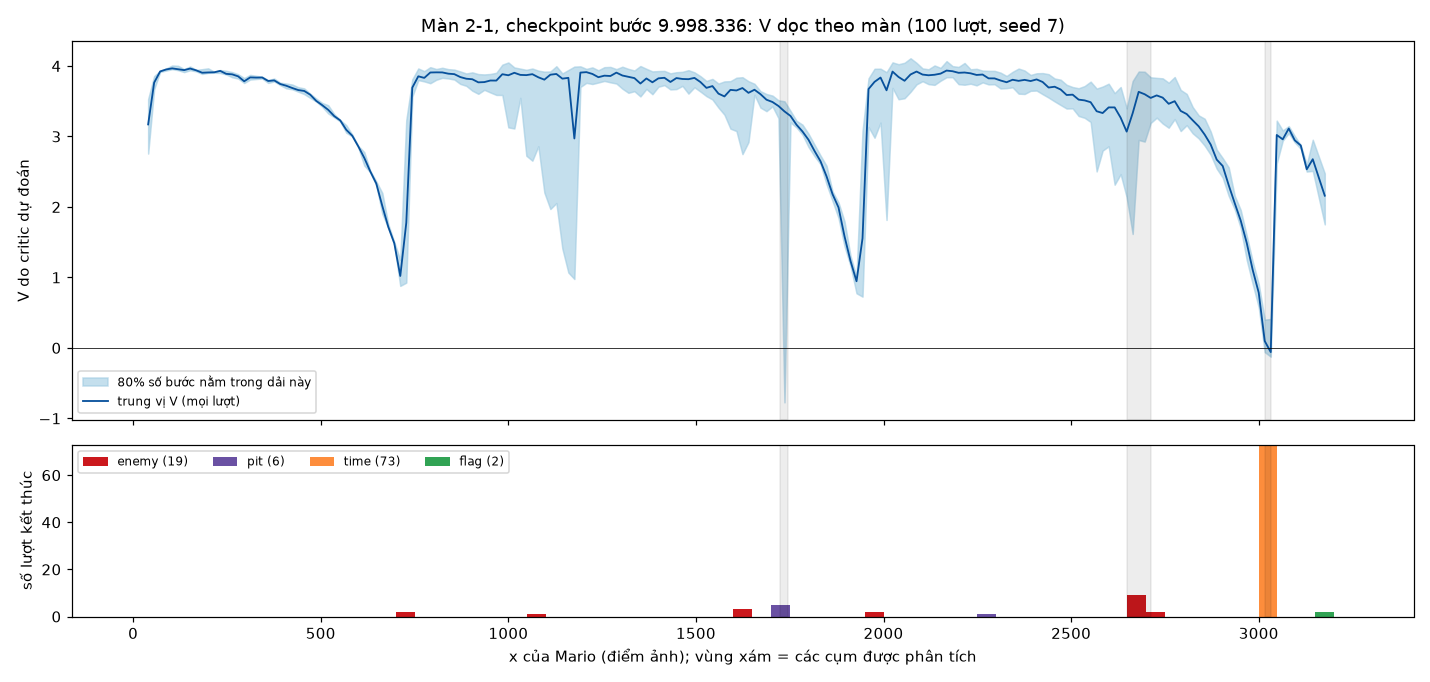 Màn 2-1, checkpoint bước 9.998.336: V dọc theo màn (100 lượt, seed 7)
V do critic dự đoán
4
3
2
1
0
−1
80% số bước nằm trong dải này
trung vị V (mọi lượt)
số lượt kết thúc
60
40
20
0
enemy (19)
pit (6)
time (73)
flag (2)
0
500
1000
1500
2000
2500
3000
x của Mario (điểm ảnh); vùng xám = các cụm được phân tích